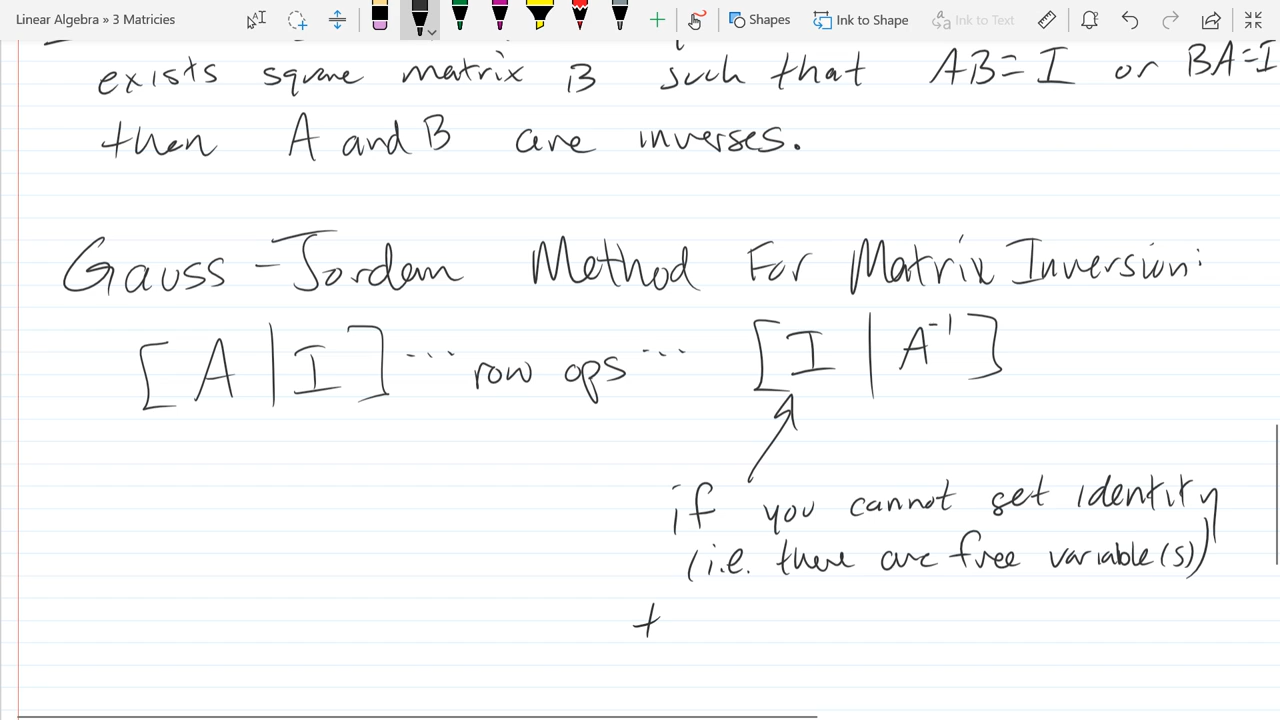 Linear Algebra » 3 Matricies
Shapes
Ink to Shape
Ink to Text
exists square matrix B such that AB=I or BA=I
then A and B are inverses.
Gauss-Jordan Method For Matrix Inversion:
[A|I] ... row ops ... [I|A⁻¹]
if you cannot get identity
(i.e. there are free variable(s))
t